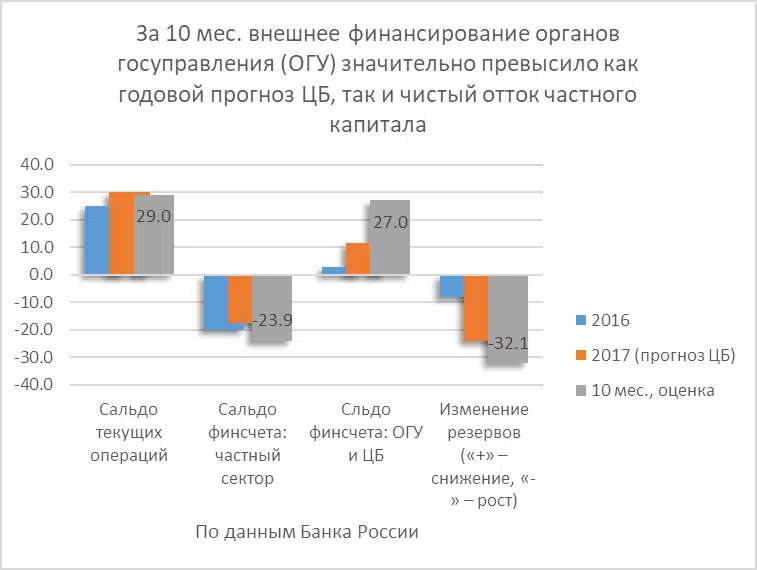 За 10 мес. внешнее финансирование органов
госуправления (ОГУ) значительно превысило как
годовой прогноз ЦБ, так и чистый отток частного
капитала
40.0
30.0
20.0
10.0
0.0
-10.0
-20.0
-30.0
-40.0
29.0
-23.9
27.0
-32.1
2016
2017 (прогноз ЦБ)
10 мес., оценка
Сальдо
текущих
операций
Сальдо
финсчета:
частный
сектор
Сльдо
финсчета: ОГУ
и ЦБ
Изменение
резервов
(«+» –
снижение, «-
» – рост)
По данным Банка России